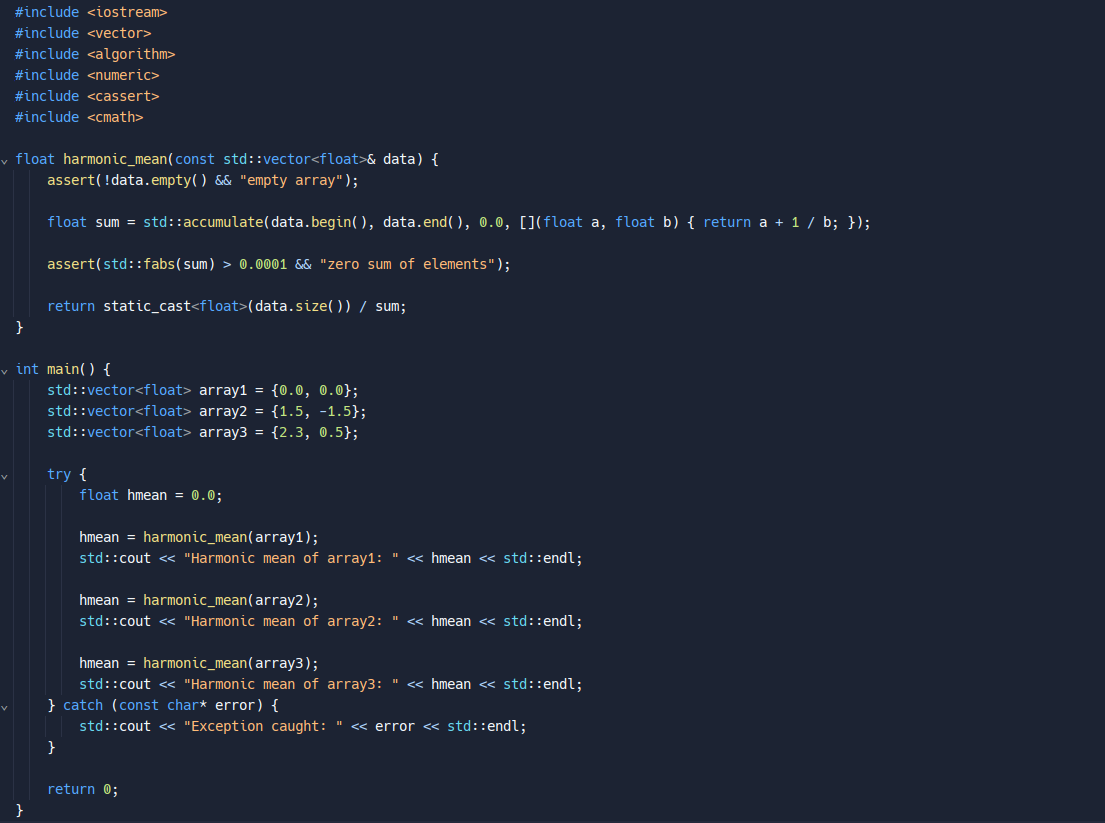 #include <iostream>
#include <vector>
#include <algorithm>
#include <numeric>
#include <cassert>
#include <cmath>
float harmonic_mean(const std::vector<float>& data) {
assert(!data.empty() && "empty array");
float sum = std::accumulate(data.begin(), data.end(), 0.0, [](float a, float b) { return a + 1 / b; });
assert(std::fabs(sum) > 0.0001 && "zero sum of elements");
return static_cast<float>(data.size()) / sum;
}
int main() {
std::vector<float> array1 = {0.0, 0.0};
std::vector<float> array2 = {1.5, -1.5};
std::vector<float> array3 = {2.3, 0.5};
try {
float hmean = 0.0;
hmean = harmonic_mean(array1);
std::cout << "Harmonic mean of array1: " << hmean << std::endl;
hmean = harmonic_mean(array2);
std::cout << "Harmonic mean of array2: " << hmean << std::endl;
hmean = harmonic_mean(array3);
std::cout << "Harmonic mean of array3: " << hmean << std::endl;
} catch (const char* error) {
std::cout << "Exception caught: " << error << std::endl;
}
return 0;
}